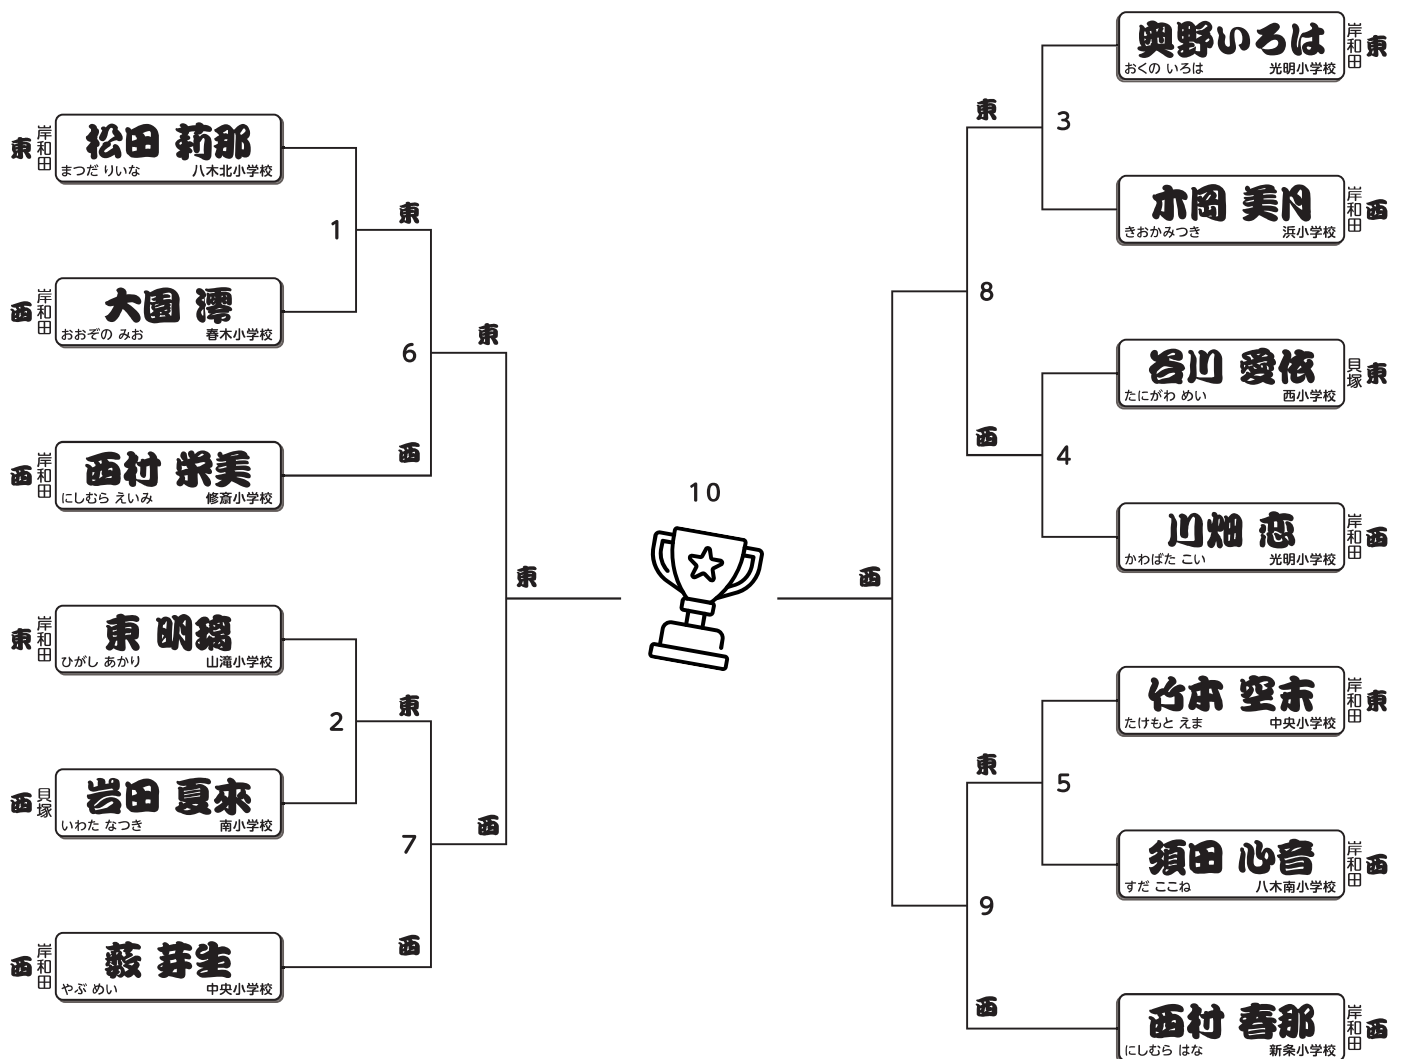 東
岸和田
松田 莉那
まつだ りいな 八木北小学校
西
岸和田
大園 澪
おおぞの みお 春木小学校
1
東
西
岸和田
西村 栄美
にしむら えいみ 修斎小学校
6
西
東
東
岸和田
東 明璃
ひがし あかり 山滝小学校
西
貝塚
岩田 夏來
いわた なつき 南小学校
2
東
西
岸和田
薮 芽生
やぶ めい 中央小学校
7
西
西
東
10
西
奥野いろは
おくの いろは 光明小学校
岸和田
東
3
東
木岡 美月
きおかみつき 浜小学校
岸和田
西
8
谷川 愛依
たにがわ めい 西小学校
貝塚
東
4
西
川畑 恋
かわばた こい 光明小学校
岸和田
西
竹本 空末
たけもと えま 中央小学校
岸和田
東
5
東
須田 心音
すだ ここね 八木南小学校
岸和田
西
9
西
西村 春那
にしむら はな 新条小学校
岸和田
西